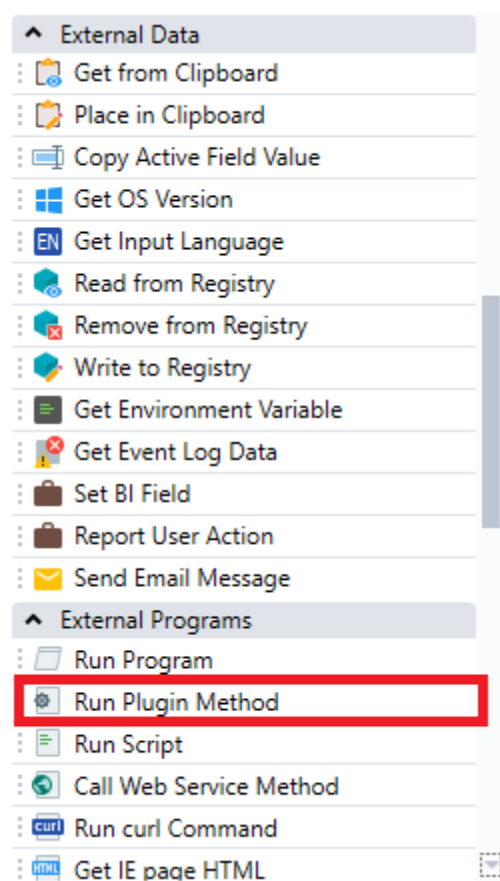 External Data
Get from Clipboard
Place in Clipboard
Copy Active Field Value
Get OS Version
EN Get Input Language
Read from Registry
Remove from Registry
Write to Registry
Get Environment Variable
Get Event Log Data
Set BI Field
Report User Action
Send Email Message
External Programs
Run Program
Run Plugin Method
Run Script
Call Web Service Method
curl Run curl Command
HTML Get IE page HTML